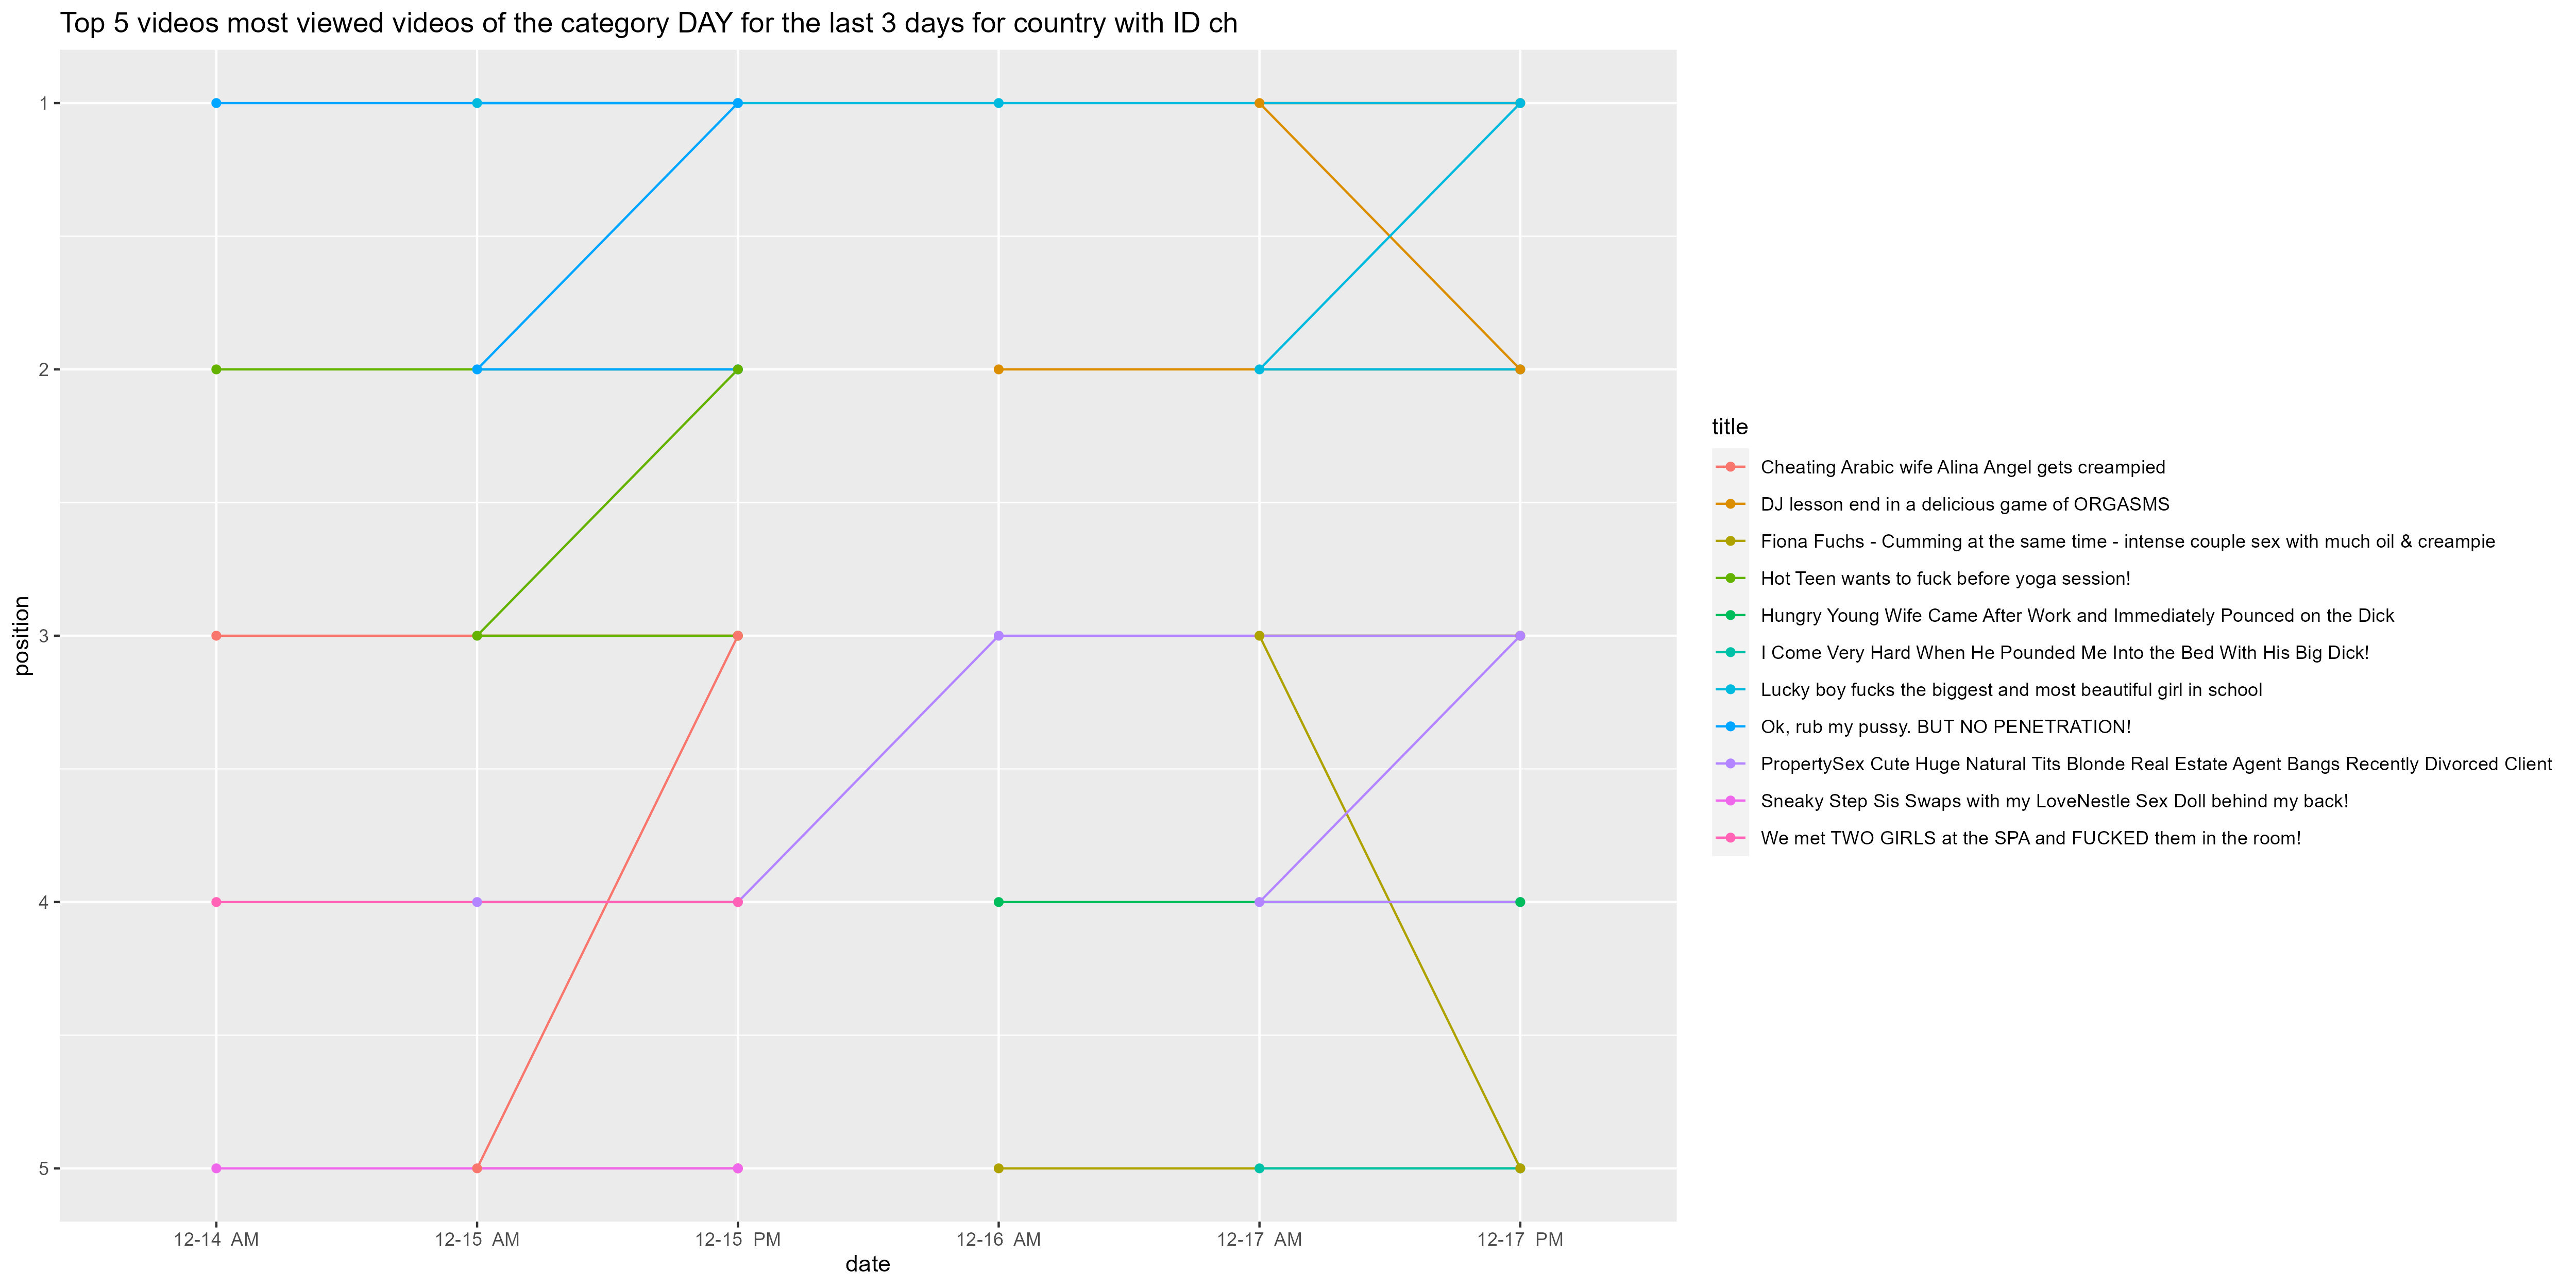 Top 5 videos most viewed videos of the category DAY for the last 3 days for country with ID ch
position
1
2
3
4
5
12-14 AM
12-15 AM
12-15 PM
12-16 AM
12-17 AM
12-17 PM
date
title
Cheating Arabic wife Alina Angel gets creampied
DJ lesson end in a delicious game of ORGASMS
Fiona Fuchs - Cumming at the same time - intense couple sex with much oil & creampie
Hot Teen wants to fuck before yoga session!
Hungry Young Wife Came After Work and Immediately Pounced on the Dick
I Come Very Hard When He Pounded Me Into the Bed With His Big Dick!
Lucky boy fucks the biggest and most beautiful girl in school
Ok, rub my pussy. BUT NO PENETRATION!
PropertySex Cute Huge Natural Tits Blonde Real Estate Agent Bangs Recently Divorced Client
Sneaky Step Sis Swaps with my LoveNestle Sex Doll behind my back!
We met TWO GIRLS at the SPA and FUCKED them in the room!